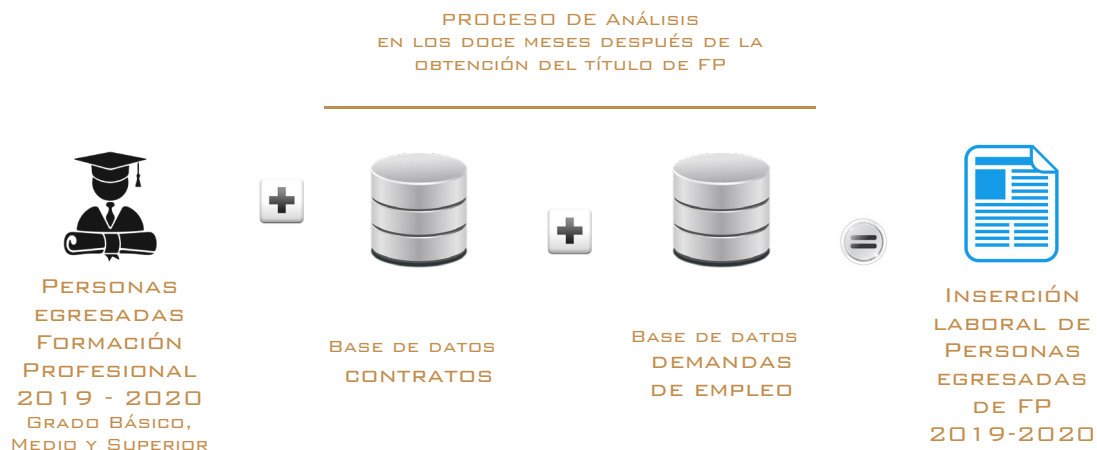 PROCESO DE Análisis
en los doce meses después de la
obtención del título de FP
Personas
egresadas
Formación
Profesional
2019 - 2020
Grado Básico,
Medio y Superior
Base de datos
contratos
Base de datos
demandas
de empleo
Inserción
laboral de
Personas
egresadas
de FP
2019-2020